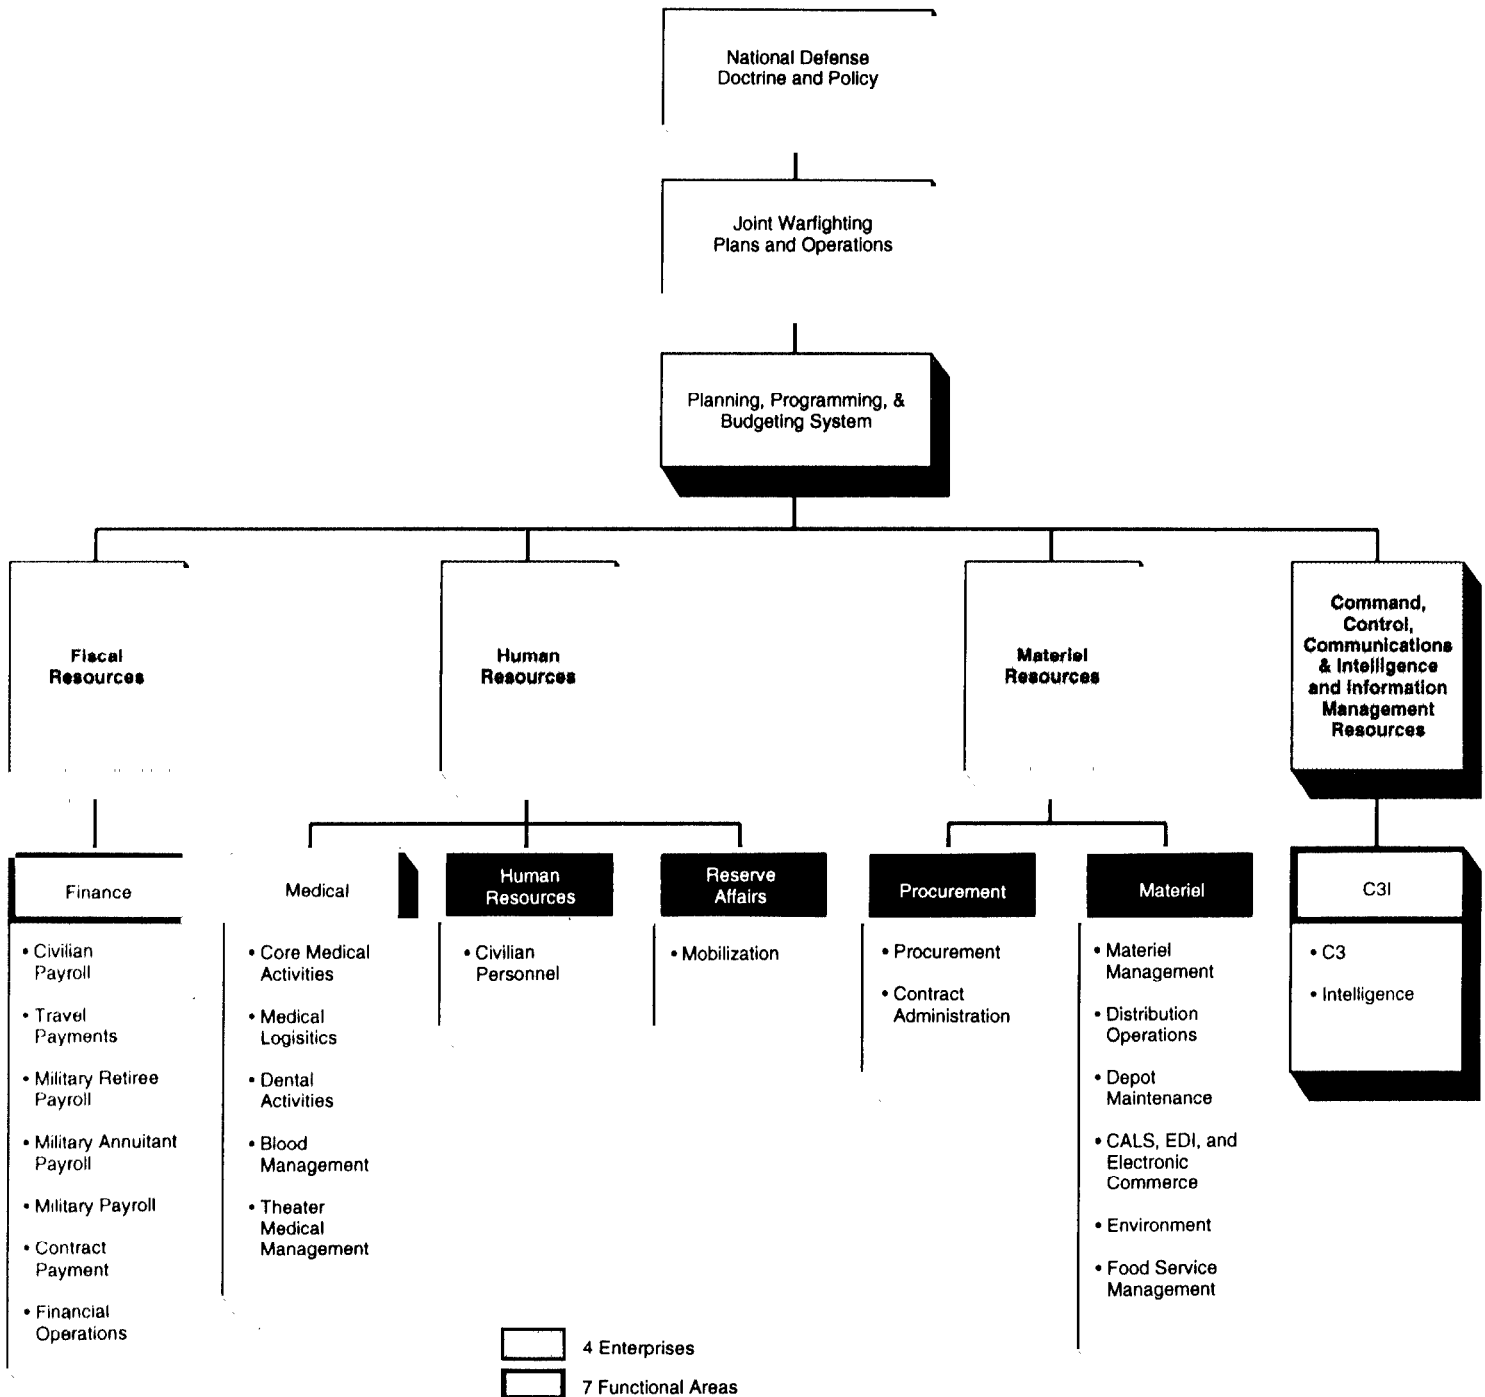 National Defense
Doctrine and Policy
Joint Warfighting
Plans and Operations
Planning, Programming, &
Budgeting System
Fiscal
Resources
Human
Resources
Materiel
Resources
Command,
Control,
Communications
& Intelligence
and Information
Management
Resources
Finance
• Civilian
Payroll
• Travel
Payments
• Military Retiree
Payroll
• Military Annuitant
Payroll
• Military Payroll
• Contract
Payment
• Financial
Operations
Medical
• Core Medical
Activities
• Medical
Logisitics
• Dental
Activities
• Blood
Management
• Theater
Medical
Management
Human
Resources
• Civilian
Personnel
Reserve
Affairs
• Mobilization
Procurement
• Procurement
• Contract
Administration
Materiel
• Materiel
Management
• Distribution
Operations
• Depot
Maintenance
• CALS, EDI, and
Electronic
Commerce
• Environment
• Food Service
Management
C3I
• C3
• Intelligence
4 Enterprises
7 Functional Areas